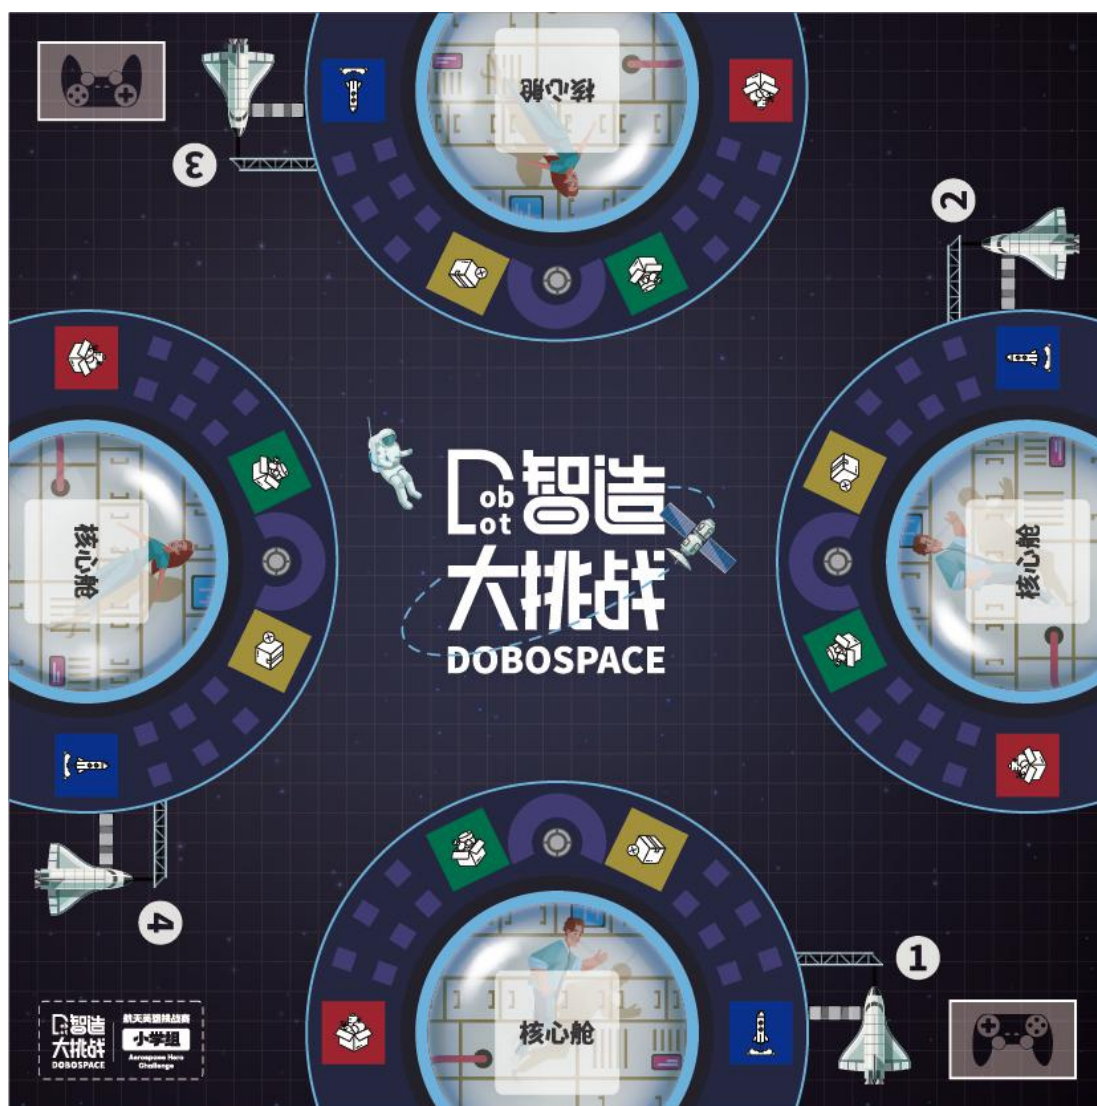 核心舱
3
2
Dobot 智造
大挑战
DOBOSPACE
核心舱
核心舱
4
1
核心舱
Dobot 智造
大挑战
DOBOSPACE
航天英雄挑战赛
小学组
Aerospace Hero
Challenge